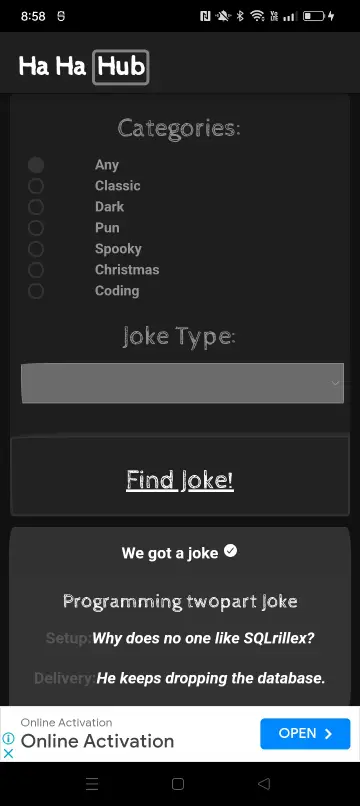 8:58
Ha Ha Hub
Categories:
Any
Classic
Dark
Pun
Spooky
Christmas
Coding
Joke Type:
Find Joke!
We got a joke
Programming twopart Joke
Setup:Why does no one like SQLrillex?
Delivery:He keeps dropping the database.
Online Activation
Online Activation
OPEN